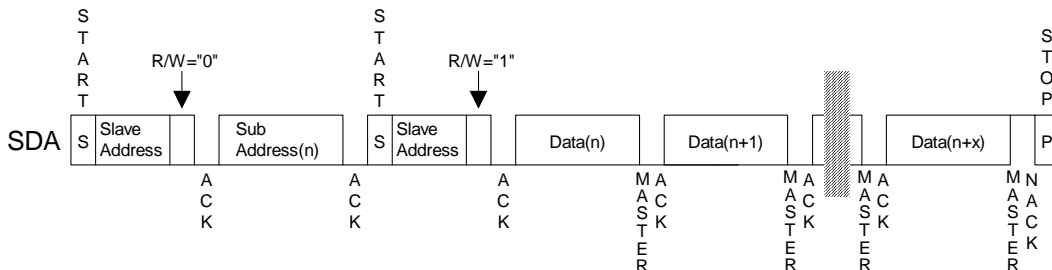 START
START
STOP
R/W="0"
R/W="1"
SDA
S
Slave
Address
Sub
Address(n)
S
Slave
Address
Data(n)
Data(n+1)
Data(n+x)
P
ACK
ACK
ACK
MASTER
ACK
MASTER
ACK
MASTER
ACK
MASTER
NACK